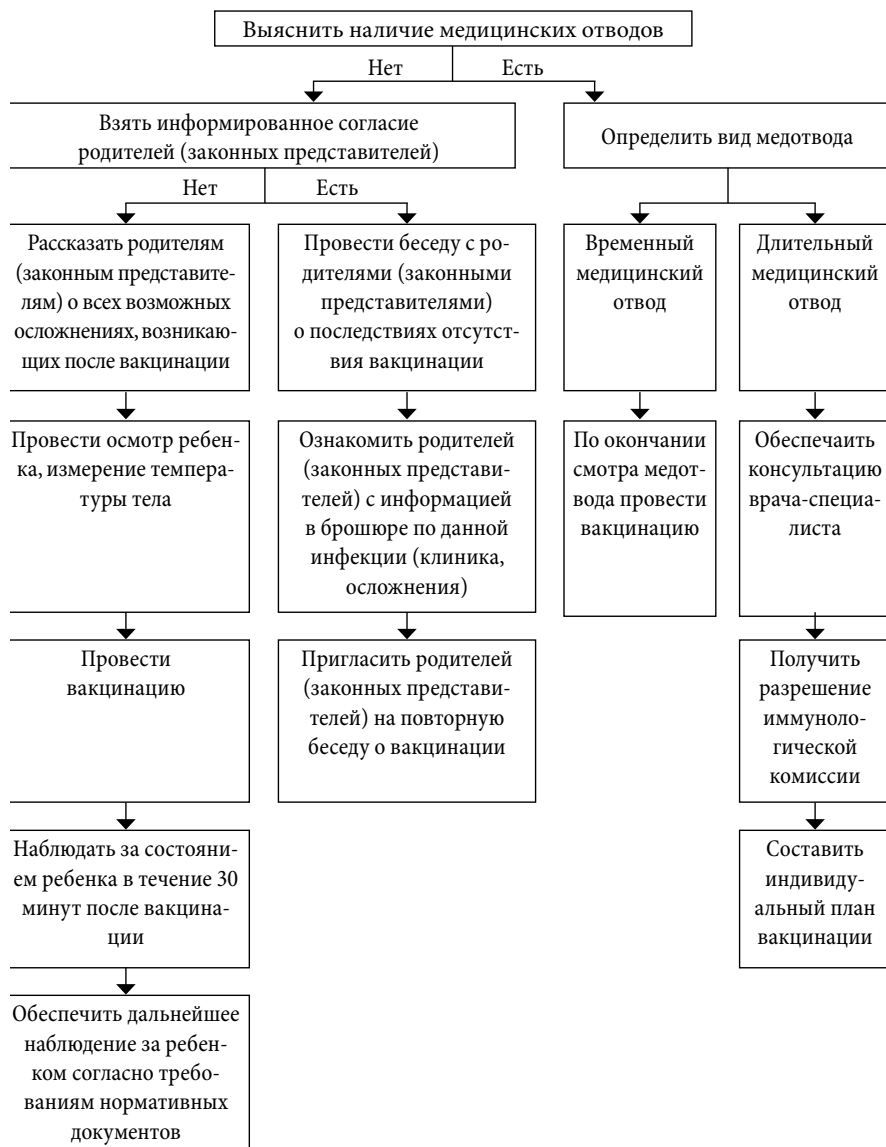 Выяснить наличие медицинских отводов
Нет
Есть
Взять информированное согласие
родителей (законных представителей)
Определить вид медотвода
Нет
Есть
Рассказать родителям
(законным представите-
лям) о всех возможных
осложнениях, возникаю-
щих после вакцинации
Провести беседу с ро-
дителями (законными
представителями)
о последствиях отсутст-
вия вакцинации
Временный
медицинский
отвод
Длительный
медицинский
отвод
Провести осмотр ребен-
ка, измерение темпера-
туры тела
Ознакомить родителей
(законных представи-
телей) с информацией
в брошюре по данной
инфекции (клиника,
осложнения)
По окончании
смотра медот-
вода провести
вакцинацию
Обеспечаить
консультацию
врача-специа-
листа
Провести
вакцинацию
Пригласить родителей
(законных представи-
телей) на повторную
беседу о вакцинации
Получить
разрешение
иммуноло-
гической
комиссии
Наблюдать за состояни-
ем ребенка в течение 30
минут после вакцина-
ции
Составить
индивиду-
альный план
вакцинации
Обеспечить дальнейшее
наблюдение за ребен-
ком согласно требо-
ваниям нормативных
документов